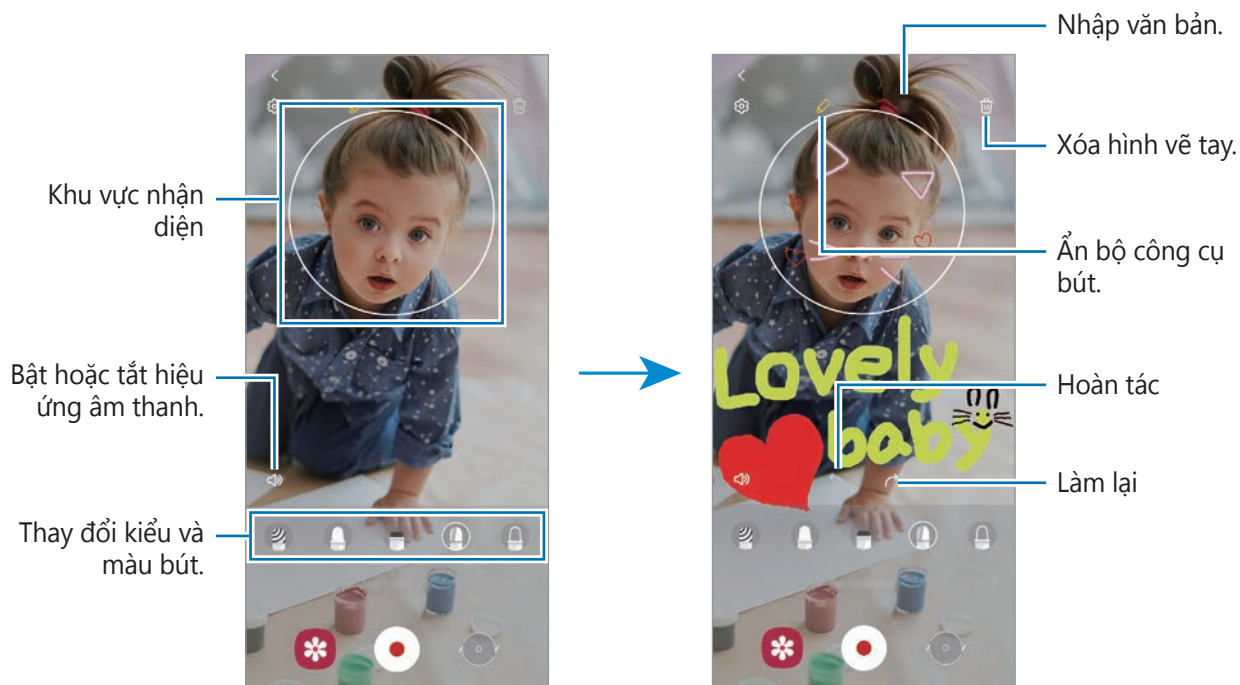 Khu vực nhận
diện
Bật hoặc tắt hiệu
ứng âm thanh.
Thay đổi kiểu và
màu bút.
Nhập văn bản.
Xóa hình vẽ tay.
Ẩn bộ công cụ
bút.
Hoàn tác
Làm lại
Lovely
baby